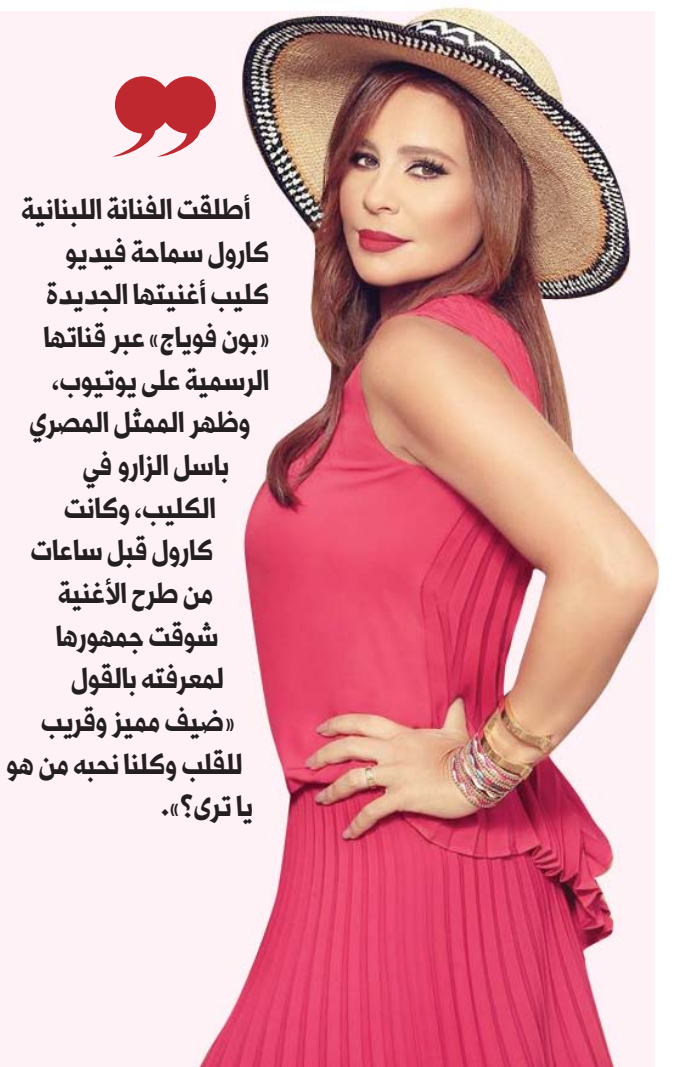 أطلقت الفنانة اللبنانية
كارول سماحة فيديو
كليب أغنيتها الجديدة
«بون فوياج» عبر قناتها
الرسمية على يوتيوب،
وظهر الممثل المصري
باسل الزارو في
الكليب، وكانت
كارول قبل ساعات
من طرح الأغنية
شوقت جمهورها
لمعرفته بالقول
«ضيف مميز وقريب
للقلب وكلنا نحبه من هو
يا ترى؟».